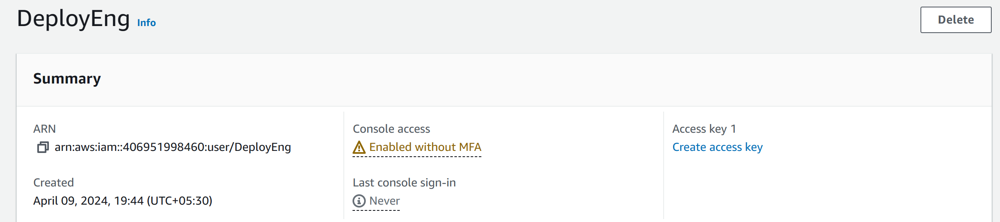 DeployEng Info
Delete
Summary
ARN
arn:aws:iam::406951998460:user/DeployEng
Created
April 09, 2024, 19:44 (UTC+05:30)
Console access
Enabled without MFA
Last console sign-in
Never
Access key 1
Create access key